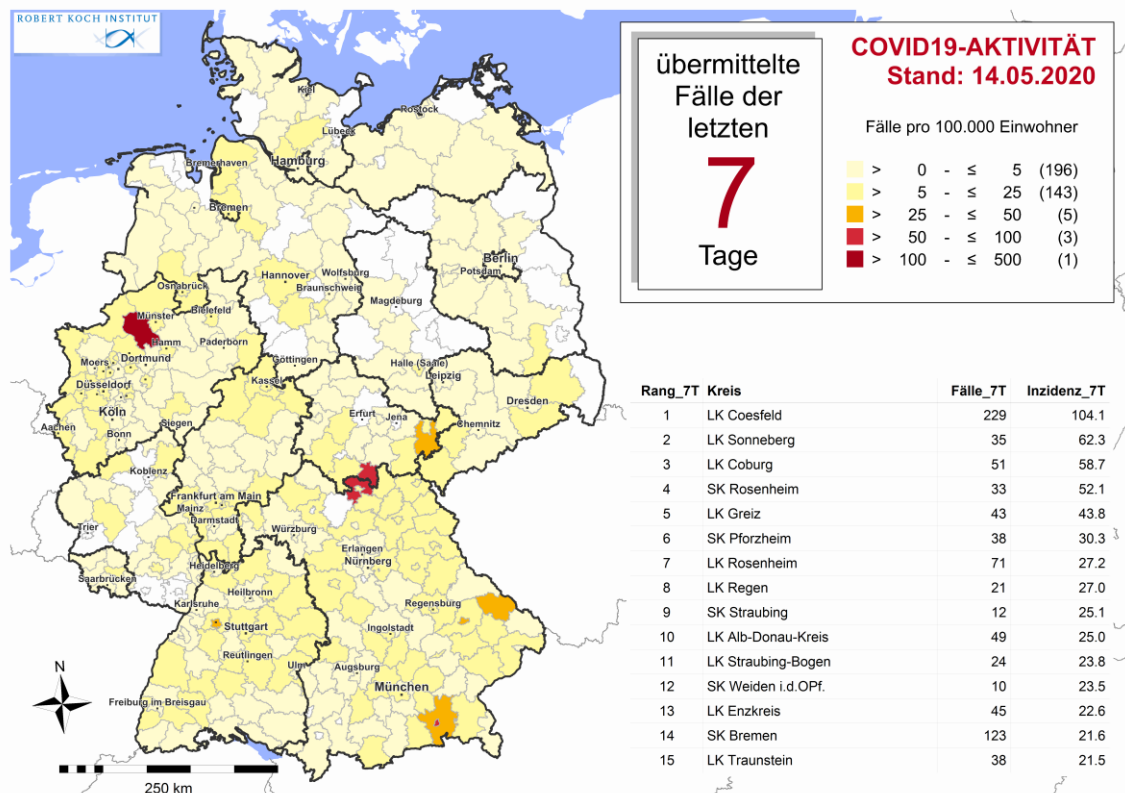 ROBERT KOCH INSTITUT
übermittelte
Fälle der
letzten
7
Tage
COVID19-AKTIVITÄT
Stand: 14.05.2020
Fälle pro 100.000 Einwohner
> 0 - ≤ 5 (196)
> 5 - ≤ 25 (143)
> 25 - ≤ 50 (5)
> 50 - ≤ 100 (3)
> 100 - ≤ 500 (1)
Kiel
Rostock
Lübeck
Bremerhaven
Hamburg
Bremen
Berlin
Potsdam
Hannover
Wolfsburg
Braunschweig
Osnabrück
Magdeburg
Münster
Bielefeld
Hamm
Paderborn
Moers
Dortmund
Göttingen
Halle (Saale)
Leipzig
Düsseldorf
Kassel
Dresden
Köln
Erfurt
Jena
Chemnitz
Aachen
Bonn
Siegen
Koblenz
Frankfurt am Main
Mainz
Darmstadt
Trier
Würzburg
Erlangen
Nürnberg
Saarbrücken
Heidelberg
Heilbronn
Karlsruhe
Regensburg
Stuttgart
Ingolstadt
Reutlingen
Ulm
Augsburg
München
Freiburg im Breisgau
N
250 km
Rang_7T Kreis Fälle_7T Inzidenz_7T
1 LK Coesfeld 229 104.1
2 LK Sonneberg 35 62.3
3 LK Coburg 51 58.7
4 SK Rosenheim 33 52.1
5 LK Greiz 43 43.8
6 SK Pforzheim 38 30.3
7 LK Rosenheim 71 27.2
8 LK Regen 21 27.0
9 SK Straubing 12 25.1
10 LK Alb-Donau-Kreis 49 25.0
11 LK Straubing-Bogen 24 23.8
12 SK Weiden i.d.OPf. 10 23.5
13 LK Enzkreis 45 22.6
14 SK Bremen 123 21.6
15 LK Traunstein 38 21.5